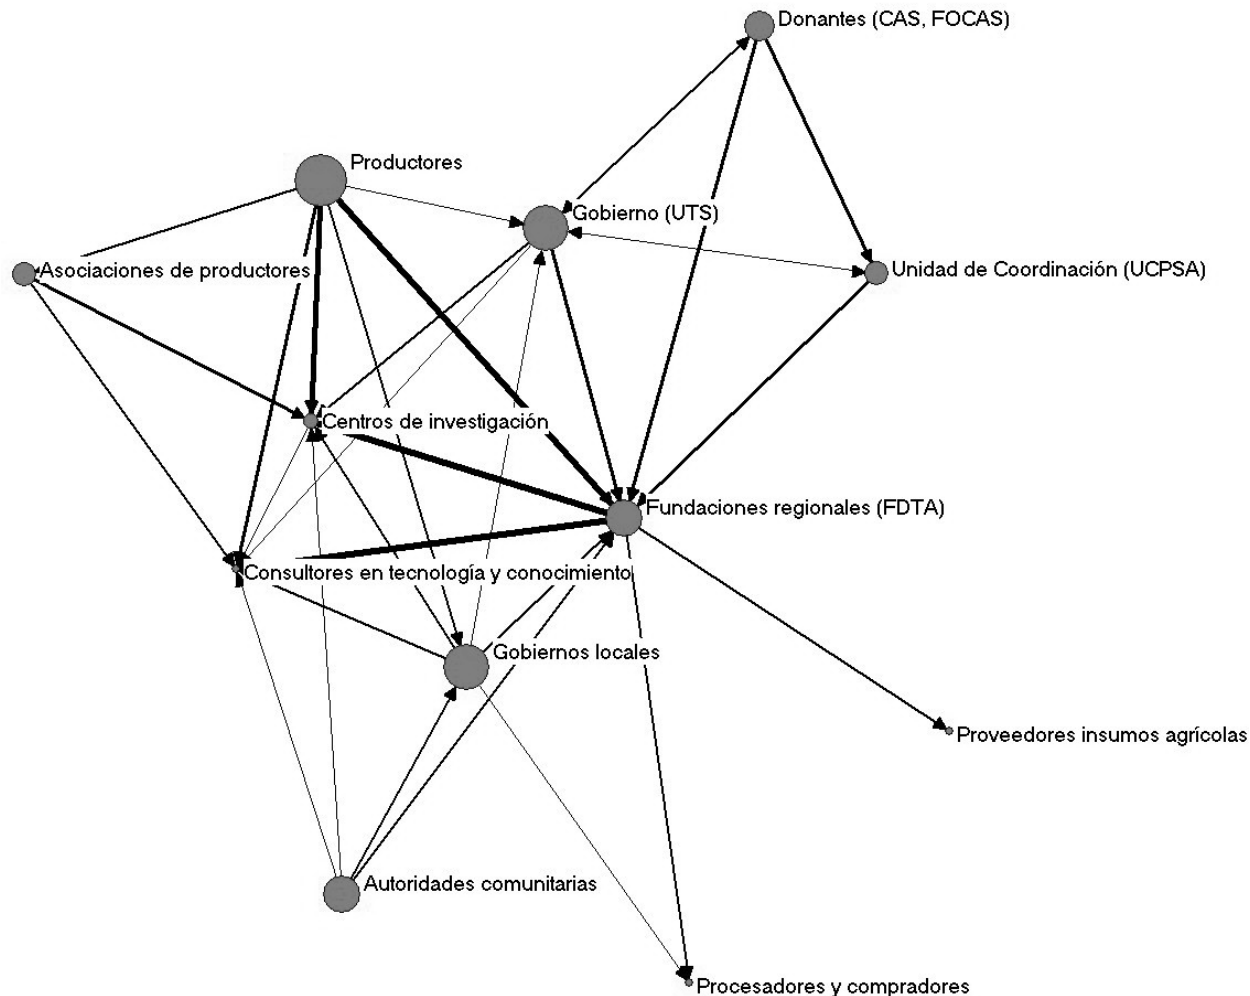 Donantes (CAS, FOCAS)
Productores
Gobierno (UTS)
Asociaciones de productores
Unidad de Coordinación (UCPSA)
Centros de investigación
Fundaciones regionales (FDTA)
Consultores en tecnología y conocimiento
Gobiernos locales
Proveedores insumos agrícolas
Autoridades comunitarias
Procesadores y compradores